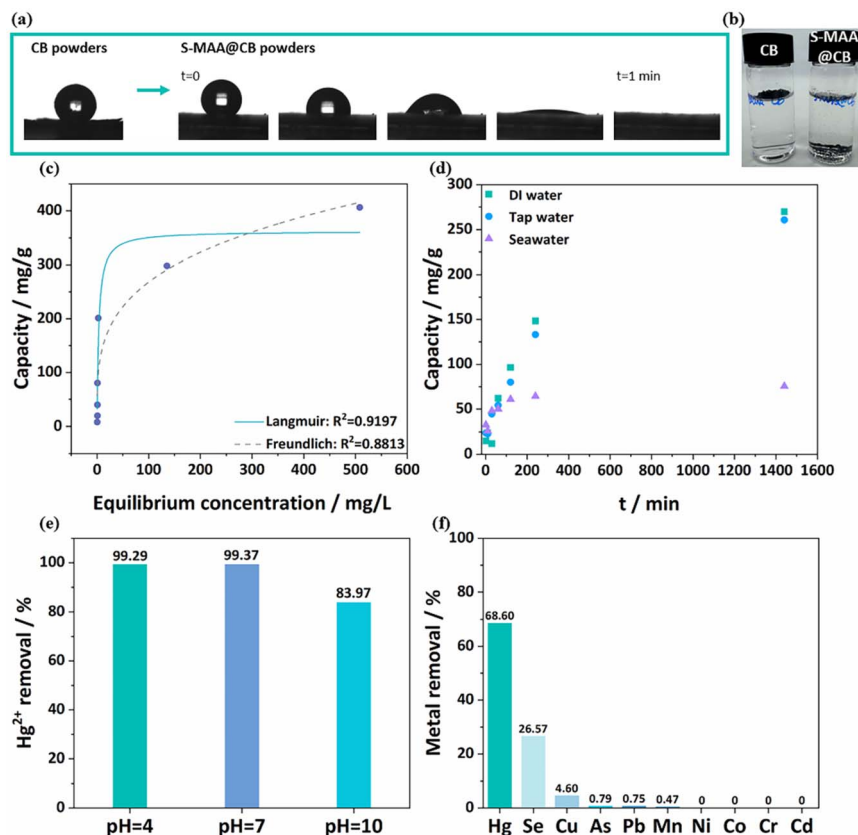 (a)
CB powders
S-MAA@CB powders
t=0
t=1 min
(b)
CB
S-MAA
@CB
(c)
Capacity / mg/g
400
300
200
100
0
Langmuir: R²=0.9197
Freundlich: R²=0.8813
0 100 200 300 400 500 600
Equilibrium concentration / mg/L
(d)
Capacity / mg/g
300
250
200
150
100
50
0
DI water
Tap water
Seawater
0 200 400 600 800 1000 1200 1400 1600
t / min
(e)
Hg²⁺ removal / %
100
80
60
40
20
0
99.29
99.37
83.97
pH=4 pH=7 pH=10
(f)
Metal removal / %
100
80
60
40
20
0
68.60
26.57
4.60
0.79
0.75
0.47
0
0
0
0
Hg Se Cu As Pb Mn Ni Co Cr Cd